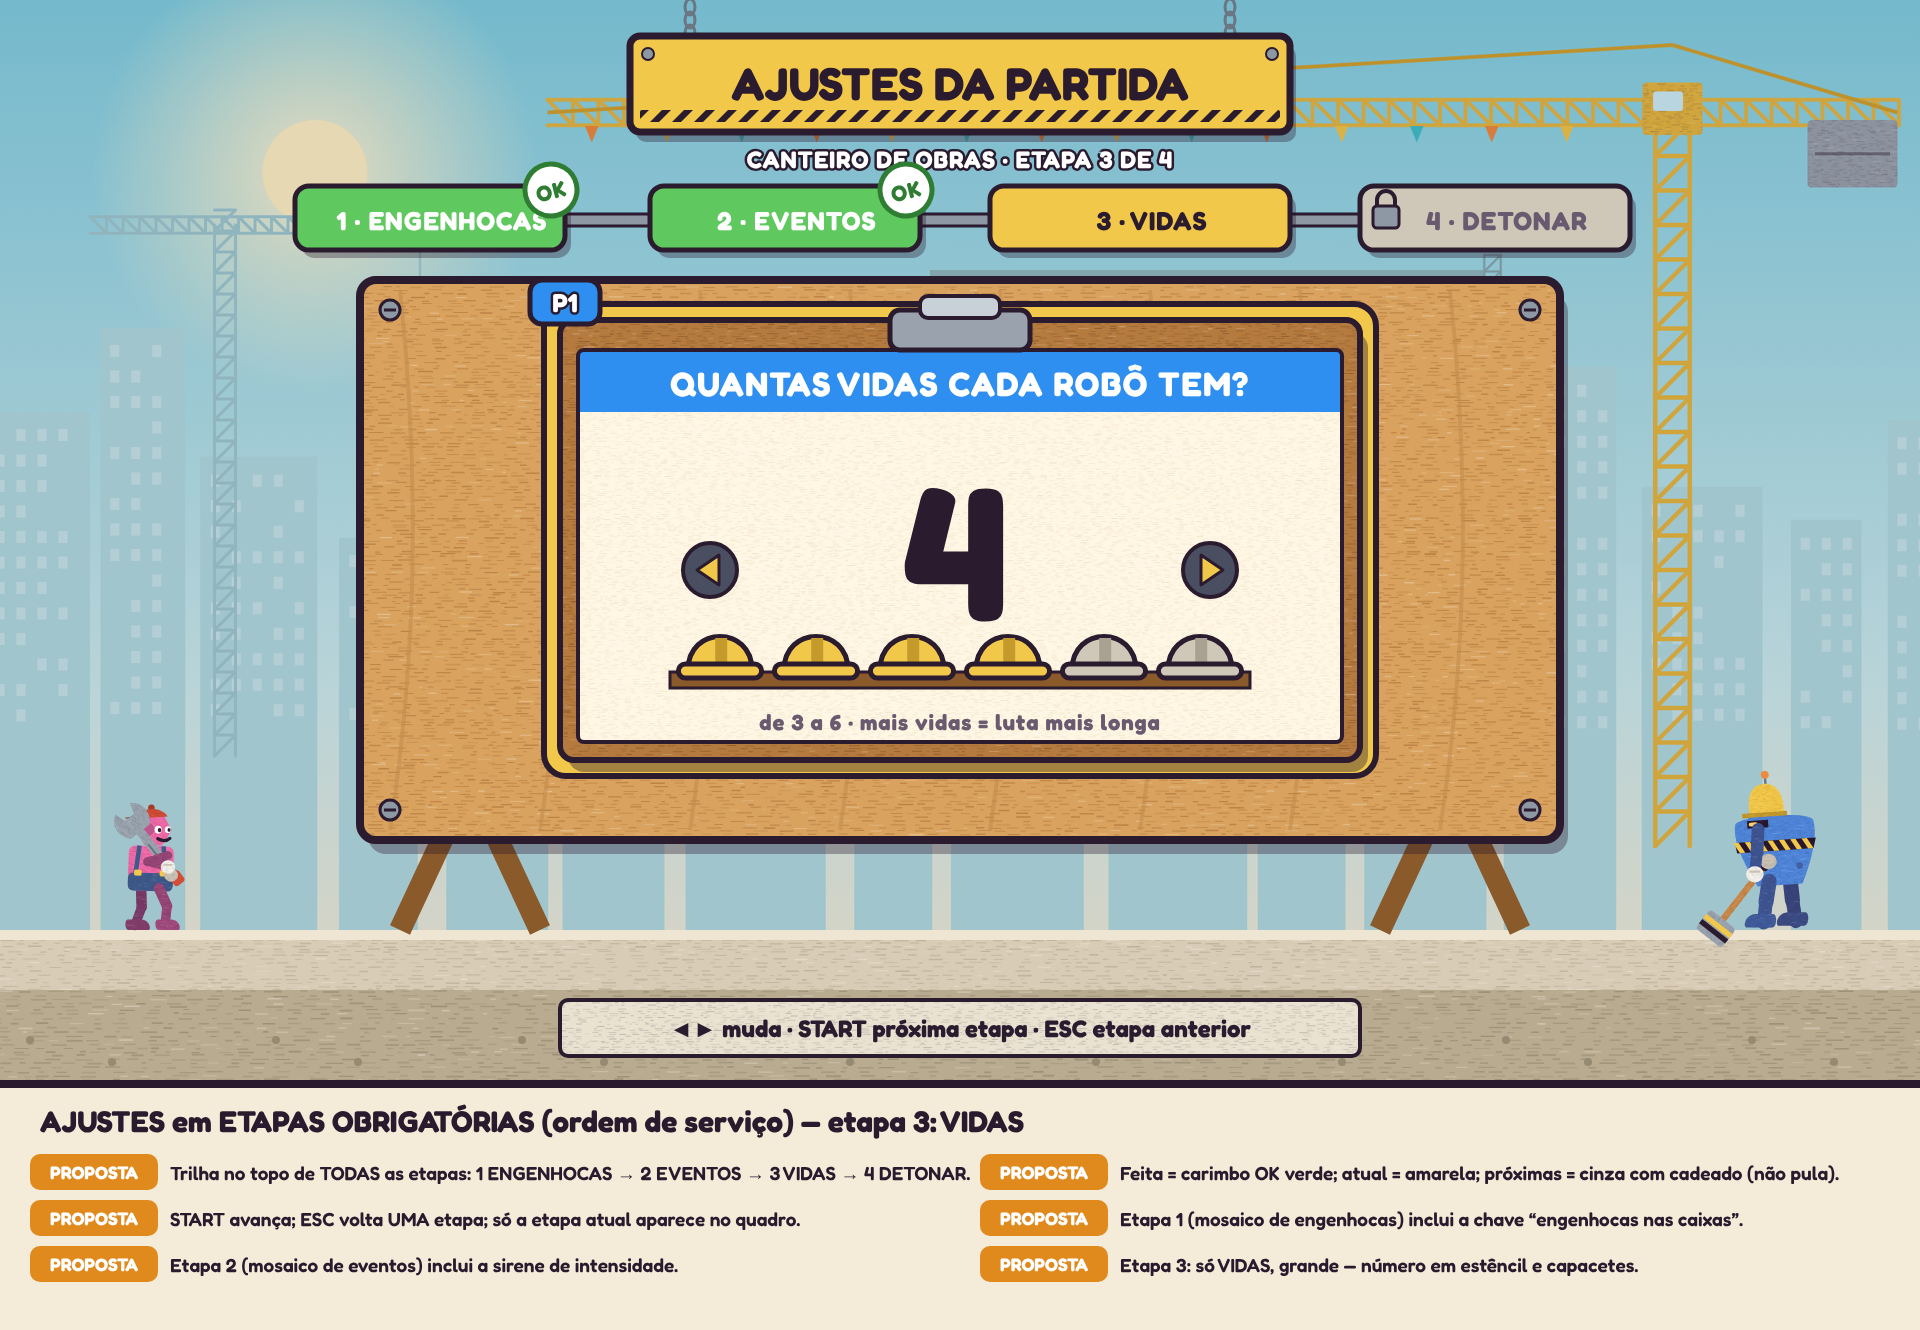 AJUSTES DA PARTIDA
CANTEIRO DE OBRAS · ETAPA 3 DE 4
1 · ENGENHOCAS
OK
2 · EVENTOS
OK
3 · VIDAS
4 · DETONAR
P1
QUANTAS VIDAS CADA ROBÔ TEM?
4
de 3 a 6 · mais vidas = luta mais longa
◄ ► muda · START próxima etapa · ESC etapa anterior
AJUSTES em ETAPAS OBRIGATÓRIAS (ordem de serviço) — etapa 3: VIDAS
PROPOSTA Trilha no topo de TODAS as etapas: 1 ENGENHOCAS → 2 EVENTOS → 3 VIDAS → 4 DETONAR.
PROPOSTA Feita = carimbo OK verde; atual = amarela; próximas = cinza com cadeado (não pula).
PROPOSTA START avança; ESC volta UMA etapa; só a etapa atual aparece no quadro.
PROPOSTA Etapa 1 (mosaico de engenhocas) inclui a chave “engenhocas nas caixas”.
PROPOSTA Etapa 2 (mosaico de eventos) inclui a sirene de intensidade.
PROPOSTA Etapa 3: só VIDAS, grande — número em estêncil e capacetes.